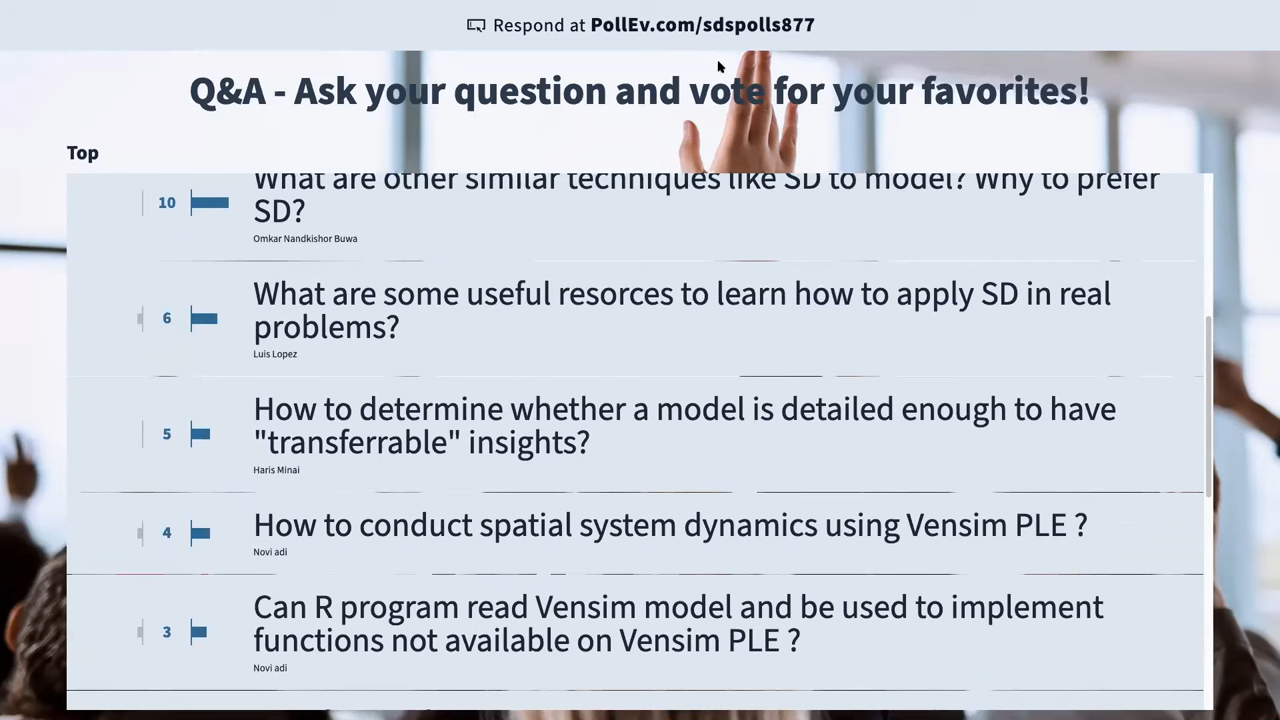 Respond at PollEv.com/sdspolls877
Q&A - Ask your question and vote for your favorites!
Top
10
What are other similar techniques like SD to model? Why to prefer
SD?
Omkar Nandkishor Buwa
6
What are some useful resorces to learn how to apply SD in real
problems?
Luis Lopez
5
How to determine whether a model is detailed enough to have
"transferrable" insights?
Haris Minai
4
How to conduct spatial system dynamics using Vensim PLE ?
Novi adi
3
Can R program read Vensim model and be used to implement
functions not available on Vensim PLE ?
Novi adi